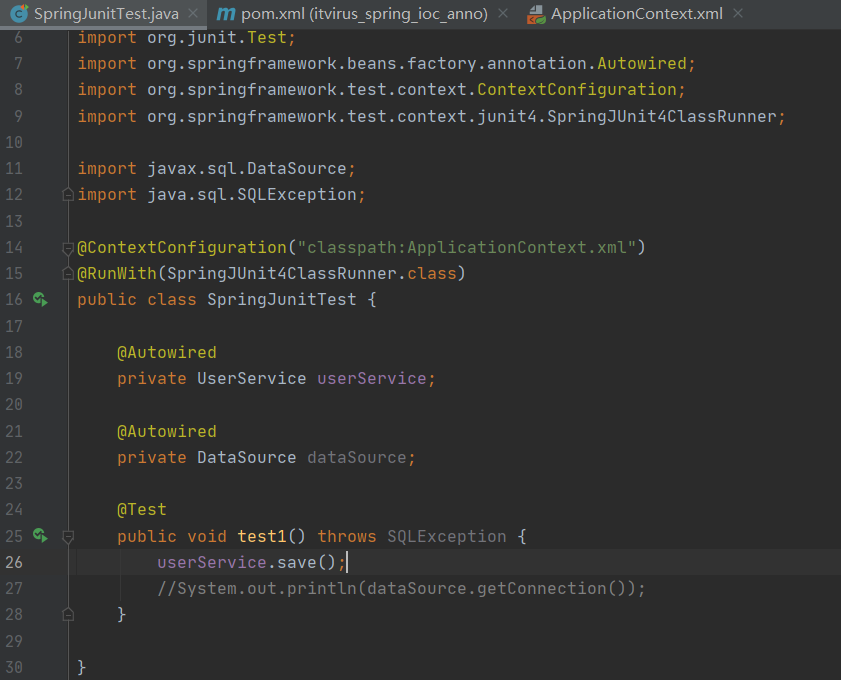 SpringJunitTest.java × pom.xml (itvirus_spring_ioc_anno) × ApplicationContext.xml ×
6 import org.junit.Test;
7 import org.springframework.beans.factory.annotation.Autowired;
8 import org.springframework.test.context.ContextConfiguration;
9 import org.springframework.test.context.junit4.SpringJUnit4ClassRunner;
10
11 import javax.sql.DataSource;
12 import java.sql.SQLException;
13
14 @ContextConfiguration("classpath:ApplicationContext.xml")
15 @RunWith(SpringJUnit4ClassRunner.class)
16 public class SpringJunitTest {
17
18     @Autowired
19     private UserService userService;
20
21     @Autowired
22     private DataSource dataSource;
23
24     @Test
25     public void test1() throws SQLException {
26         userService.save();
27         //System.out.println(dataSource.getConnection());
28     }
29
30 }